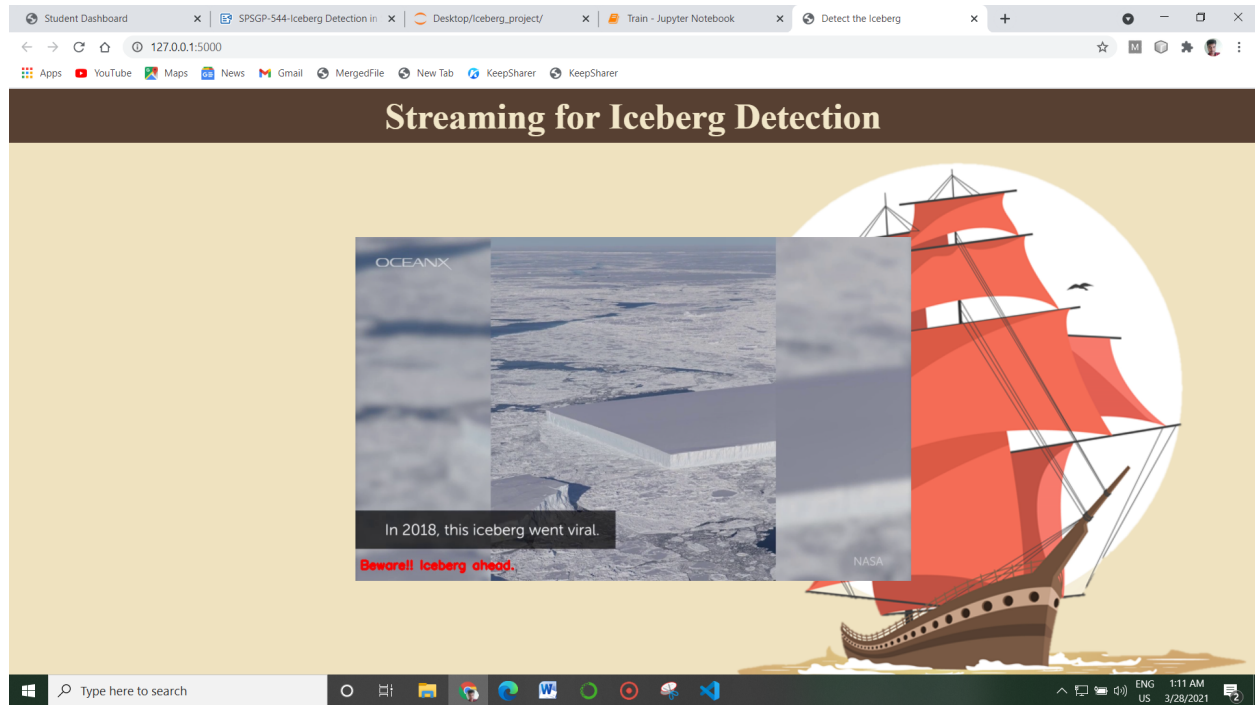 Student Dashboard
SPSGP-544-Iceberg Detection in
Desktop/Iceberg_project/
Train - Jupyter Notebook
Detect the Iceberg
127.0.0.1:5000
M
Apps
YouTube
Maps
GE
News
Gmail
MergedFile
New Tab
KeepSharer
KeepSharer
Streaming for Iceberg Detection
OCEANX
In 2018, this iceberg went viral.
Beware!! Iceberg ahead.
NASA
Type here to search
W
ENG
US
1:11 AM
3/28/2021
2